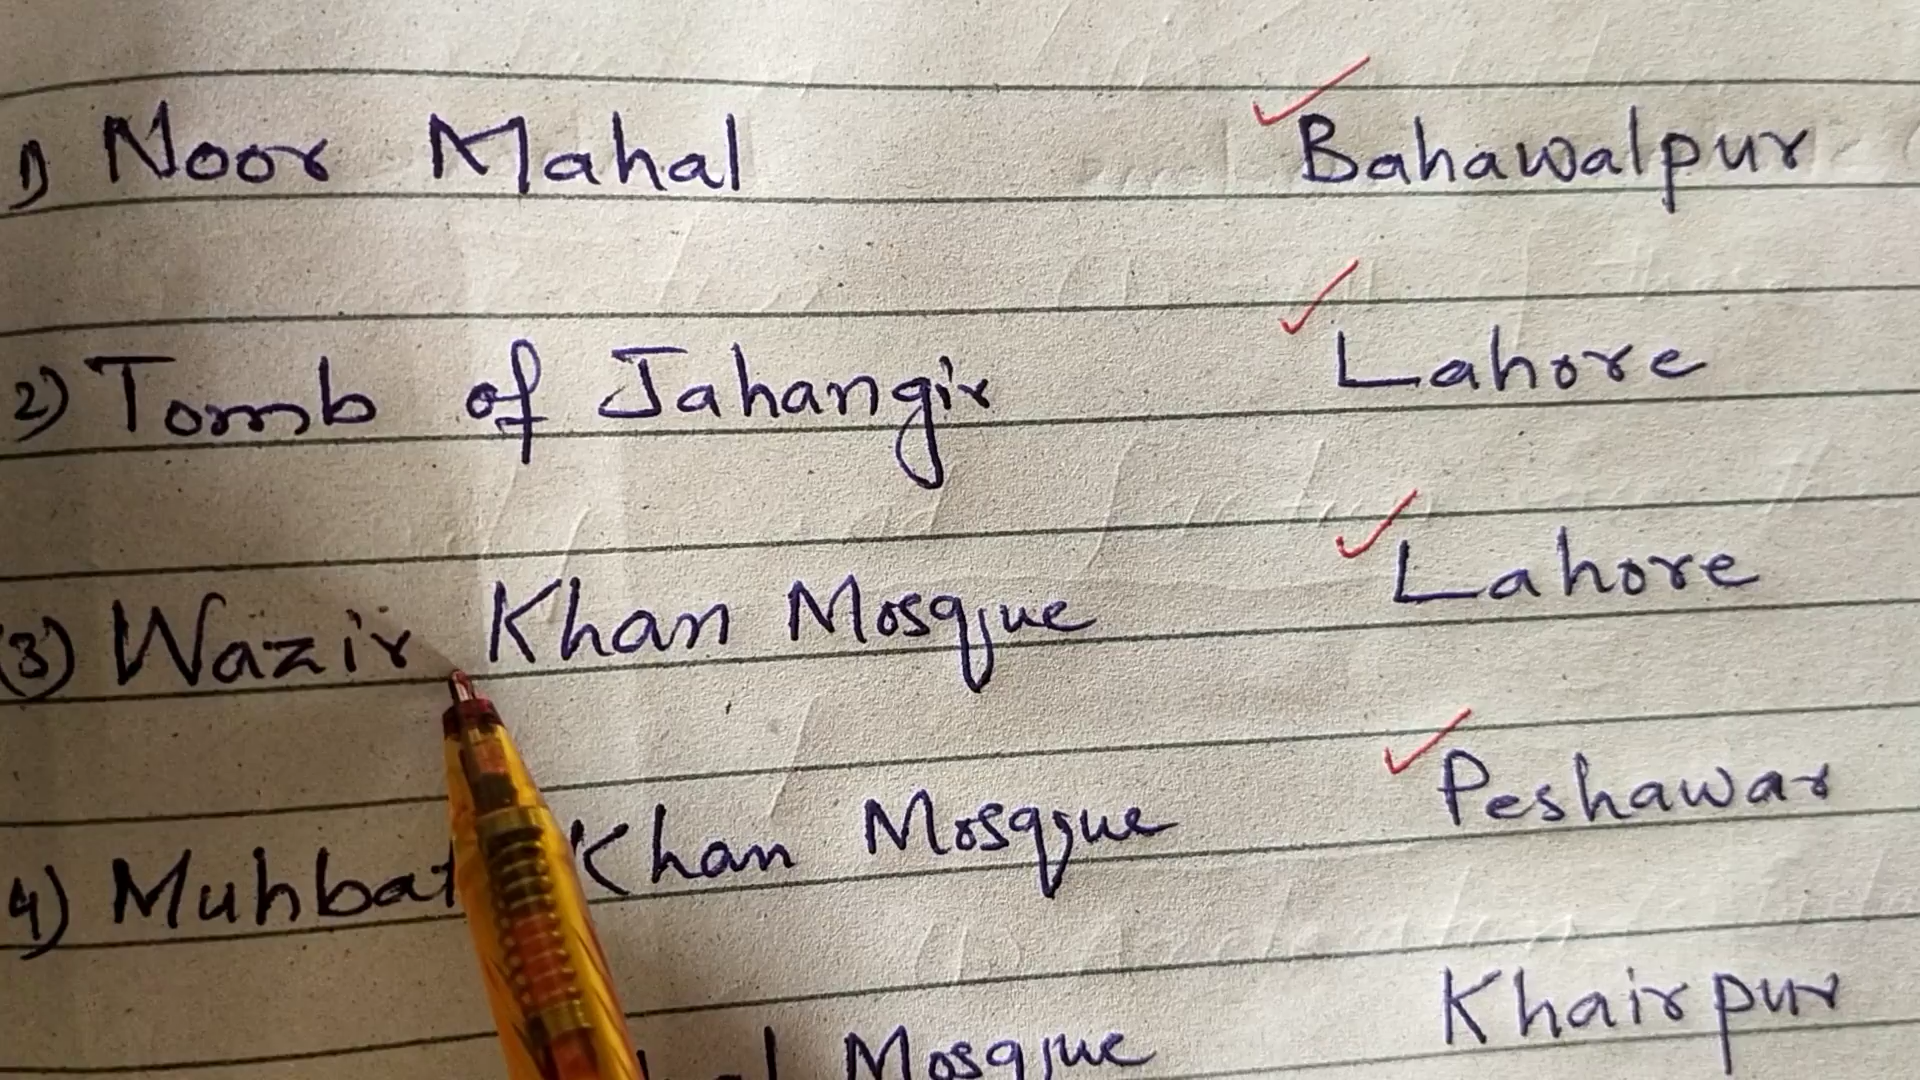 1) Noor Mahal Bahawalpur
2) Tomb of Jahangir Lahore
3) Wazir Khan Mosque Lahore
4) Muhbat Khan Mosque Peshawar
Mosque Khairpur